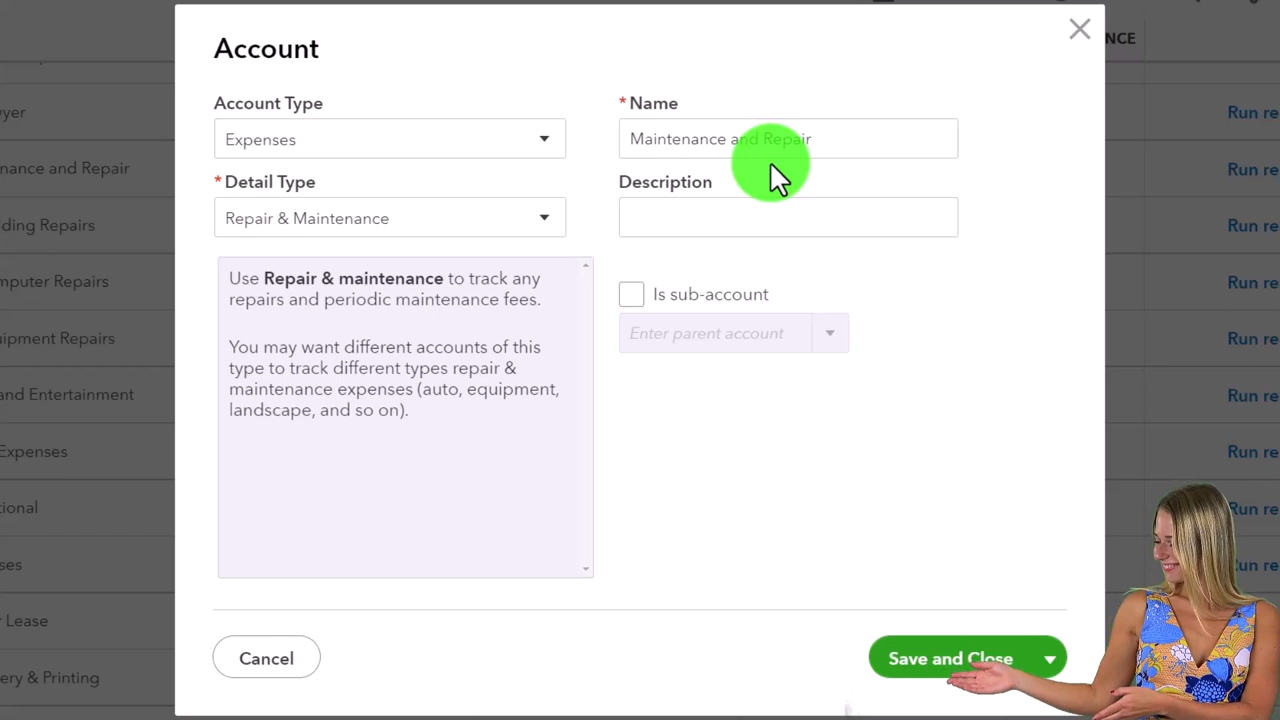 Account
NCE
Account Type
* Name
Expenses
Maintenance and Repair
* Detail Type
Description
Repair & Maintenance
Use Repair & maintenance to track any
repairs and periodic maintenance fees.
You may want different accounts of this
type to track different types repair &
maintenance expenses (auto, equipment,
landscape, and so on).
Is sub-account
Enter parent account
Cancel
Save and Close
yer
nance and Repair
ding Repairs
mputer Repairs
uipment Repairs
and Entertainment
Expenses
tional
ses
r Lease
ery & Printing
Run re
Run re
Run re
Run re
Run re
Run re
Run re
Run re
Run re